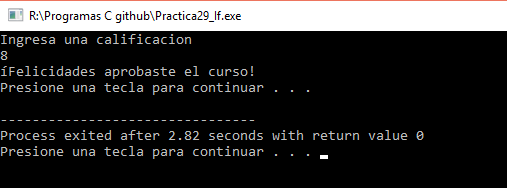 R:\Programas C github\Practica29_If.exe
Ingresa una calificacion
8
íFelicidades aprobaste el curso!
Presione una tecla para continuar . . .
--------------------------------
Process exited after 2.82 seconds with return value 0
Presione una tecla para continuar . . .